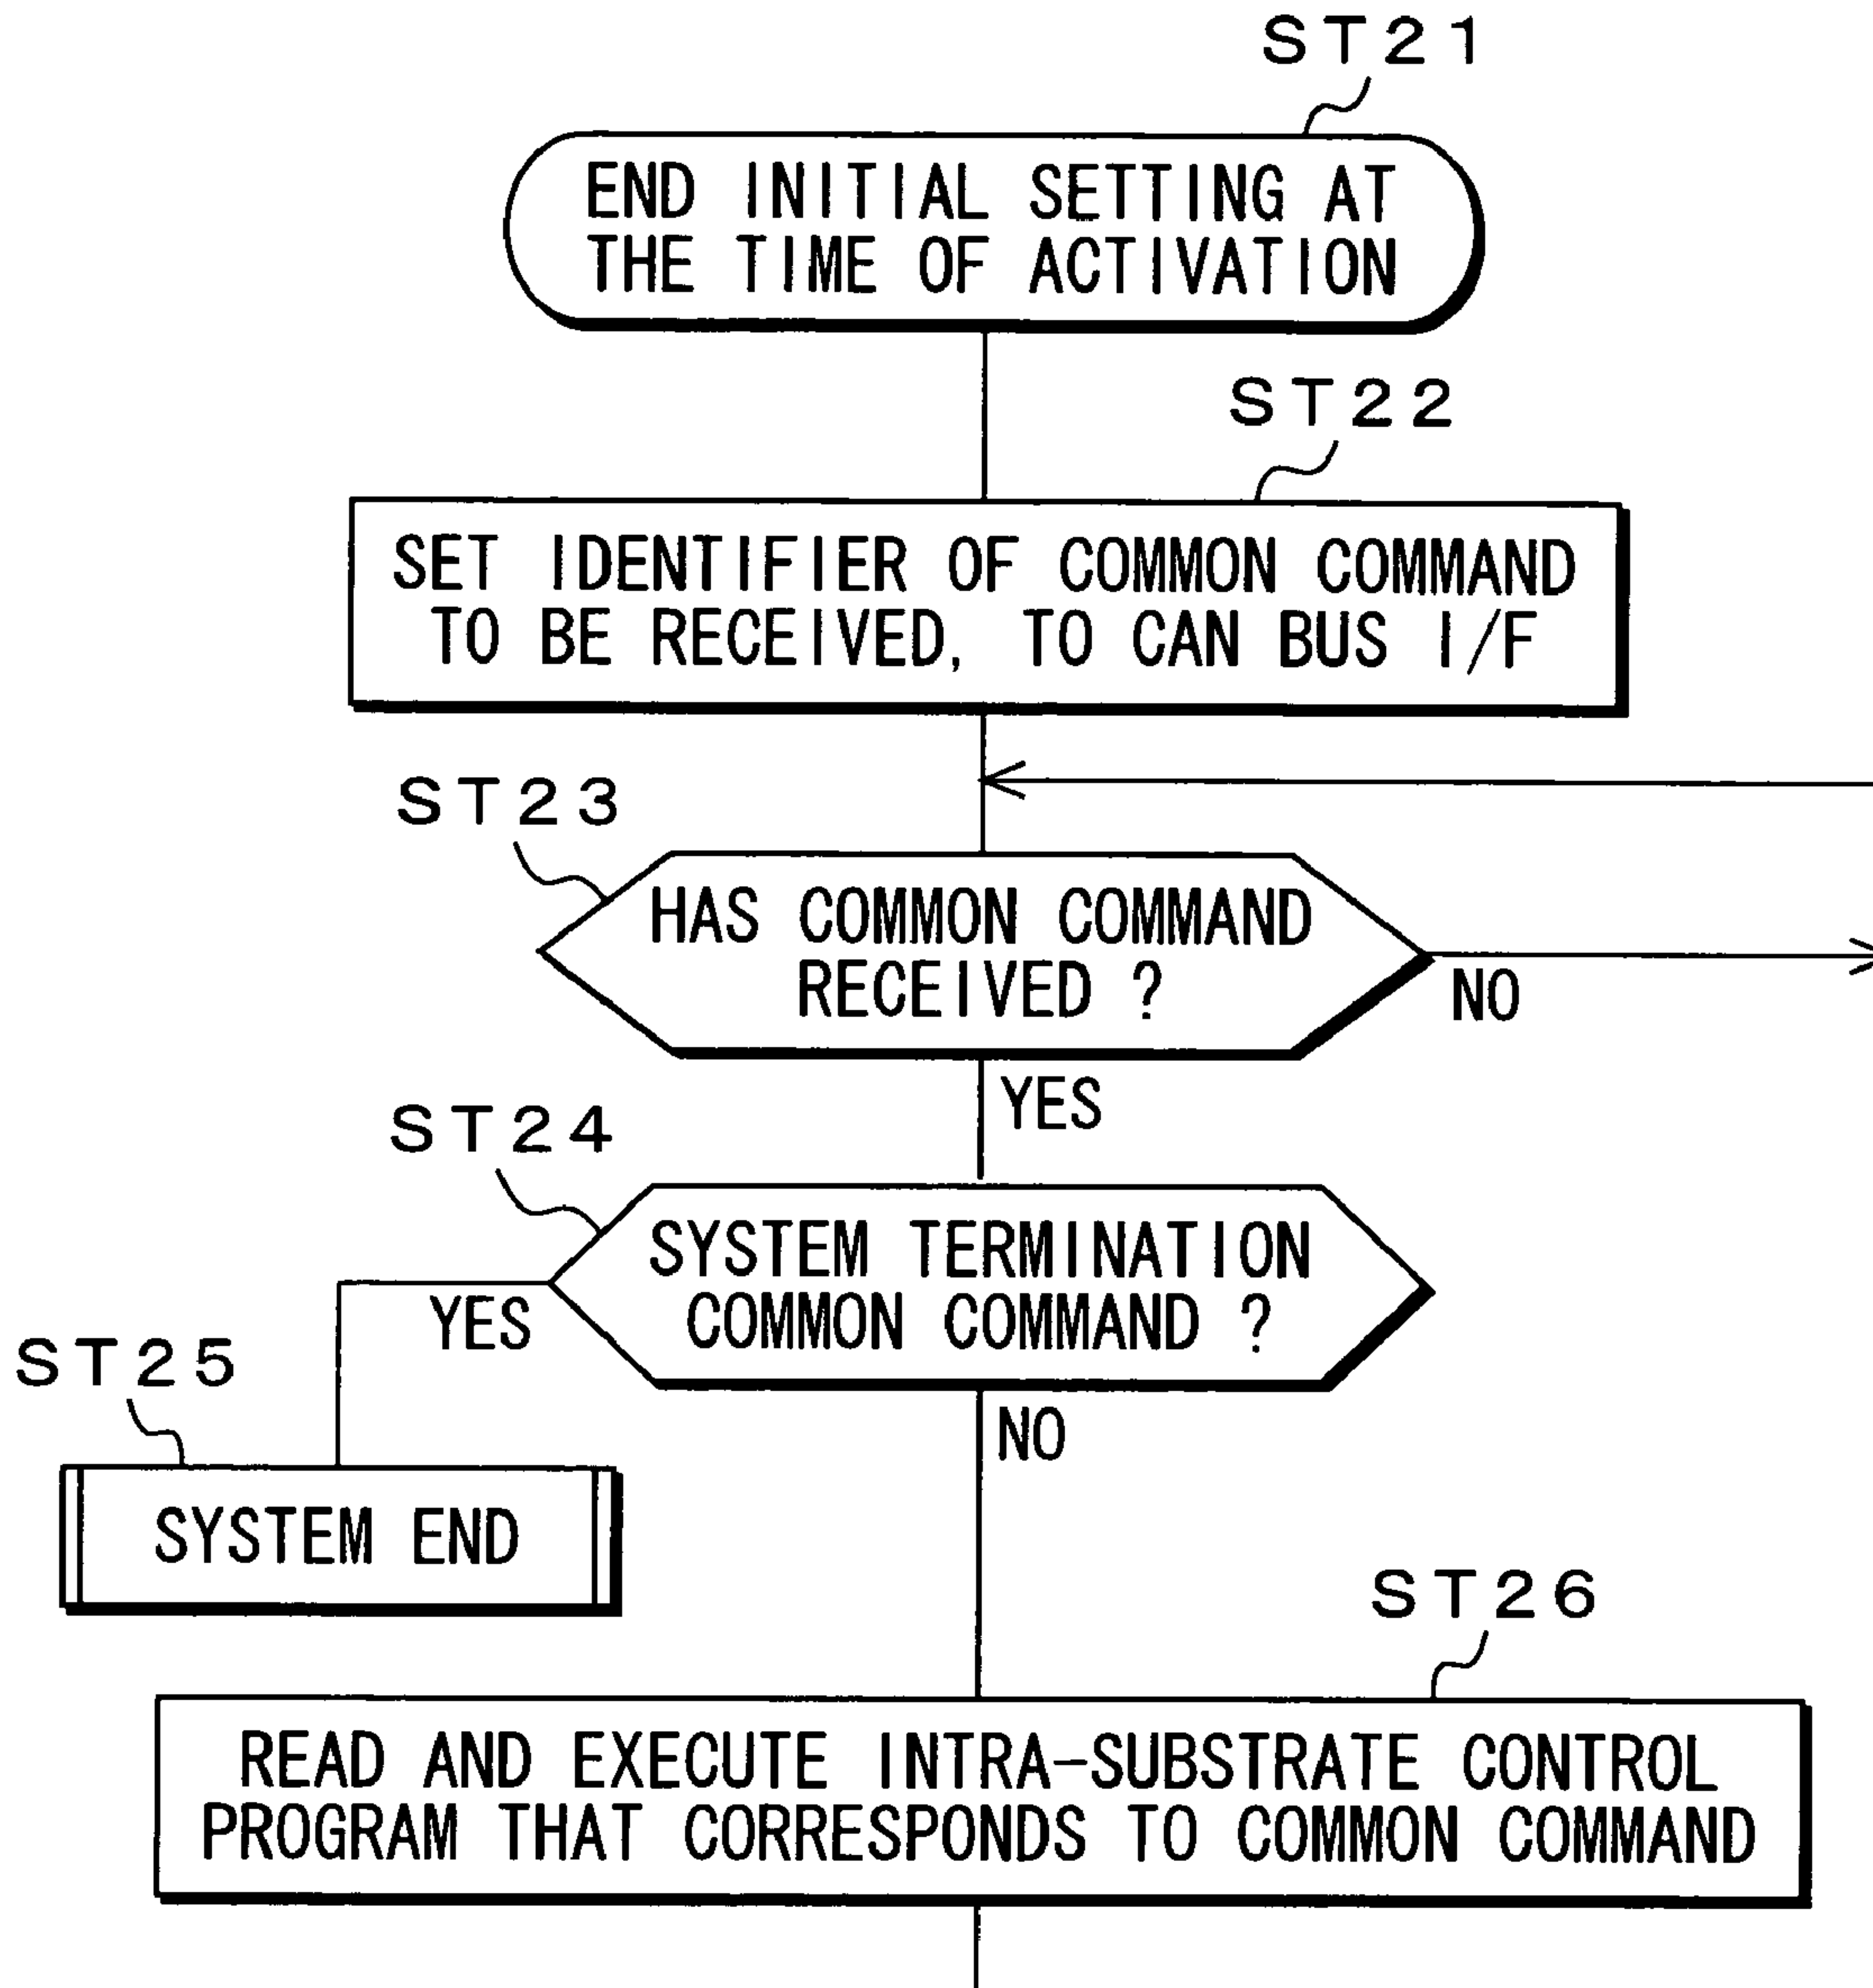 ST21
END INITIAL SETTING AT
THE TIME OF ACTIVATION
ST22
SET IDENTIFIER OF COMMON COMMAND
TO BE RECEIVED, TO CAN BUS I/F
ST23
HAS COMMON COMMAND
RECEIVED ?
NO
YES
ST24
SYSTEM TERMINATION
COMMON COMMAND ?
YES
NO
ST25
SYSTEM END
ST26
READ AND EXECUTE INTRA-SUBSTRATE CONTROL
PROGRAM THAT CORRESPONDS TO COMMON COMMAND